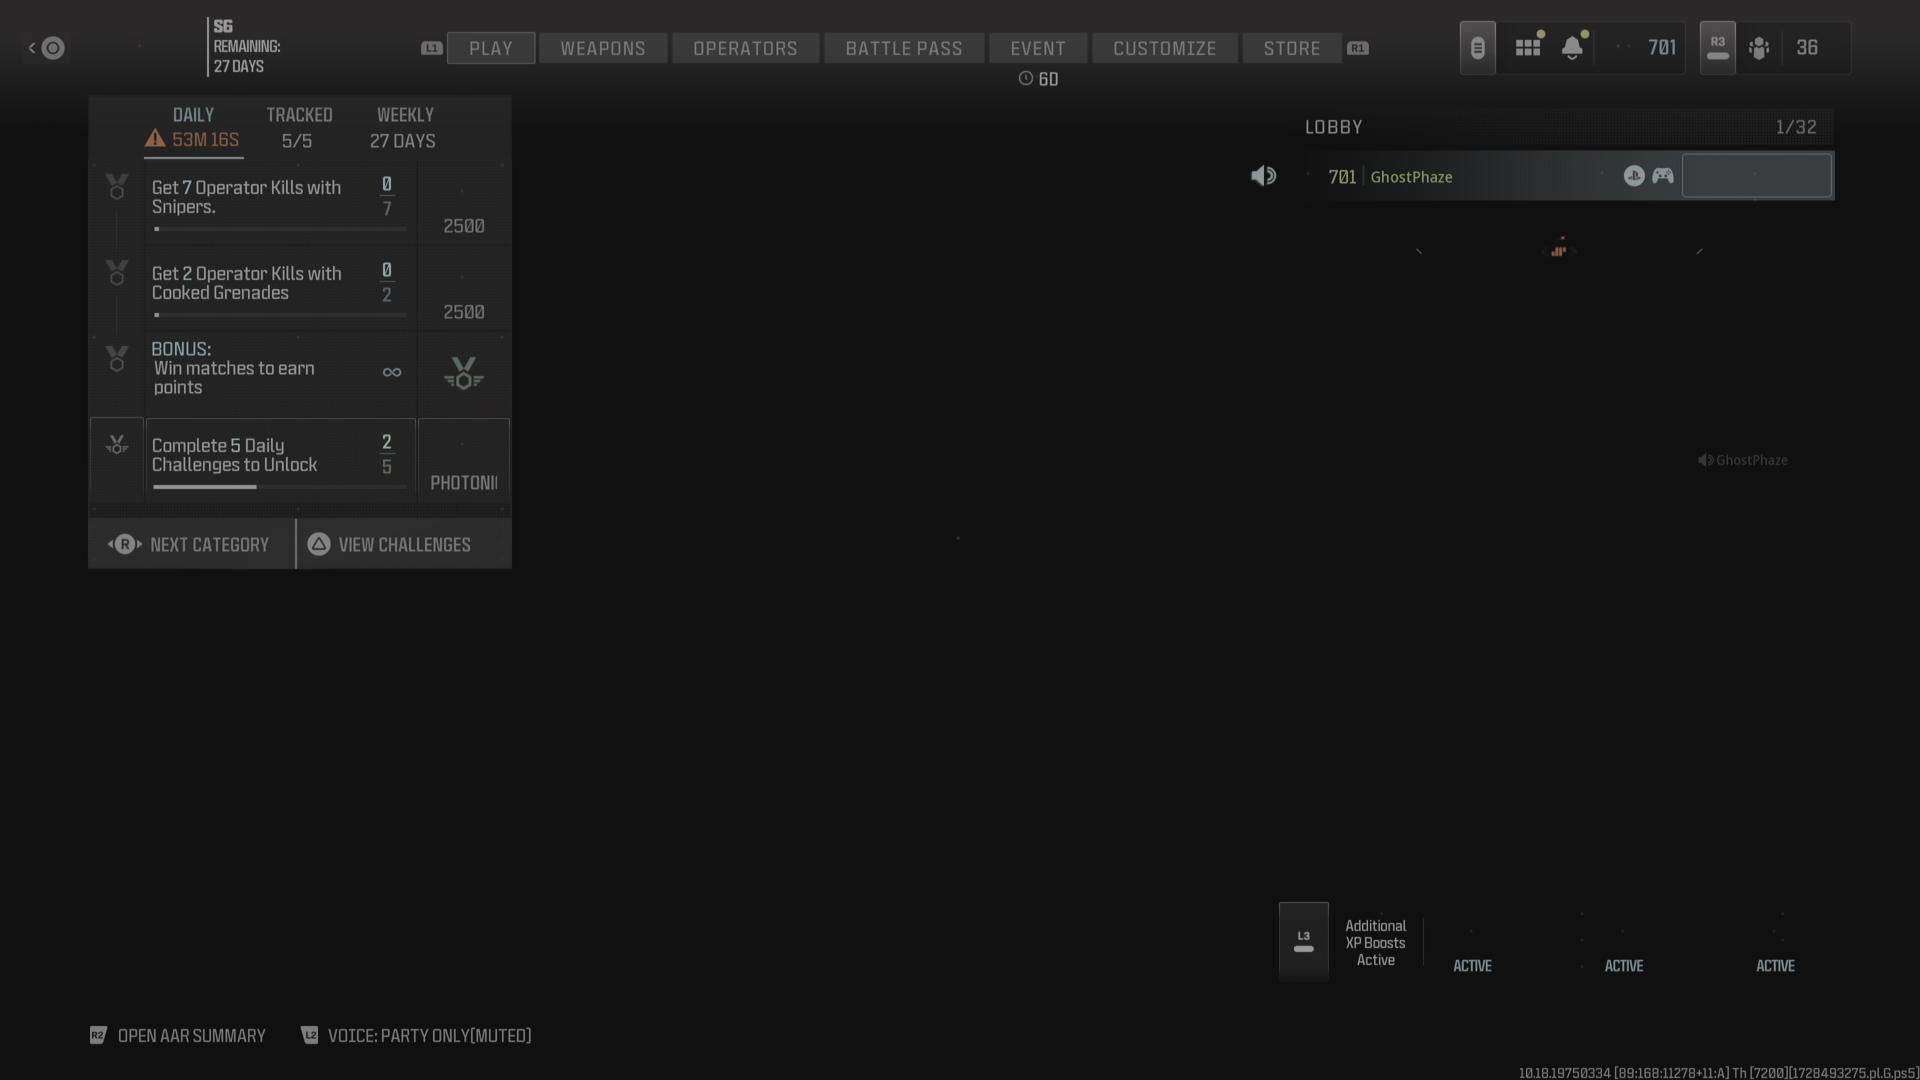 S6
REMAINING:
27 DAYS
L1
PLAY
WEAPONS
OPERATORS
BATTLE PASS
EVENT
CUSTOMIZE
STORE
R1
6D
701
R3
36
DAILY
53M 16S
TRACKED
5/5
WEEKLY
27 DAYS
Get 7 Operator Kills with
Snipers.
0
7
2500
Get 2 Operator Kills with
Cooked Grenades
0
2
2500
BONUS:
Win matches to earn
points
∞
Complete 5 Daily
Challenges to Unlock
2
5
PHOTONI
R
NEXT CATEGORY
VIEW CHALLENGES
LOBBY
1/32
701
GhostPhaze
GhostPhaze
L3
Additional
XP Boosts
Active
ACTIVE
ACTIVE
ACTIVE
R2
OPEN AAR SUMMARY
L2
VOICE: PARTY ONLY[MUTED]
10.18.19750334 [89:168:11278+11:A] Th [7200][1728493275.pl.G.ps5]